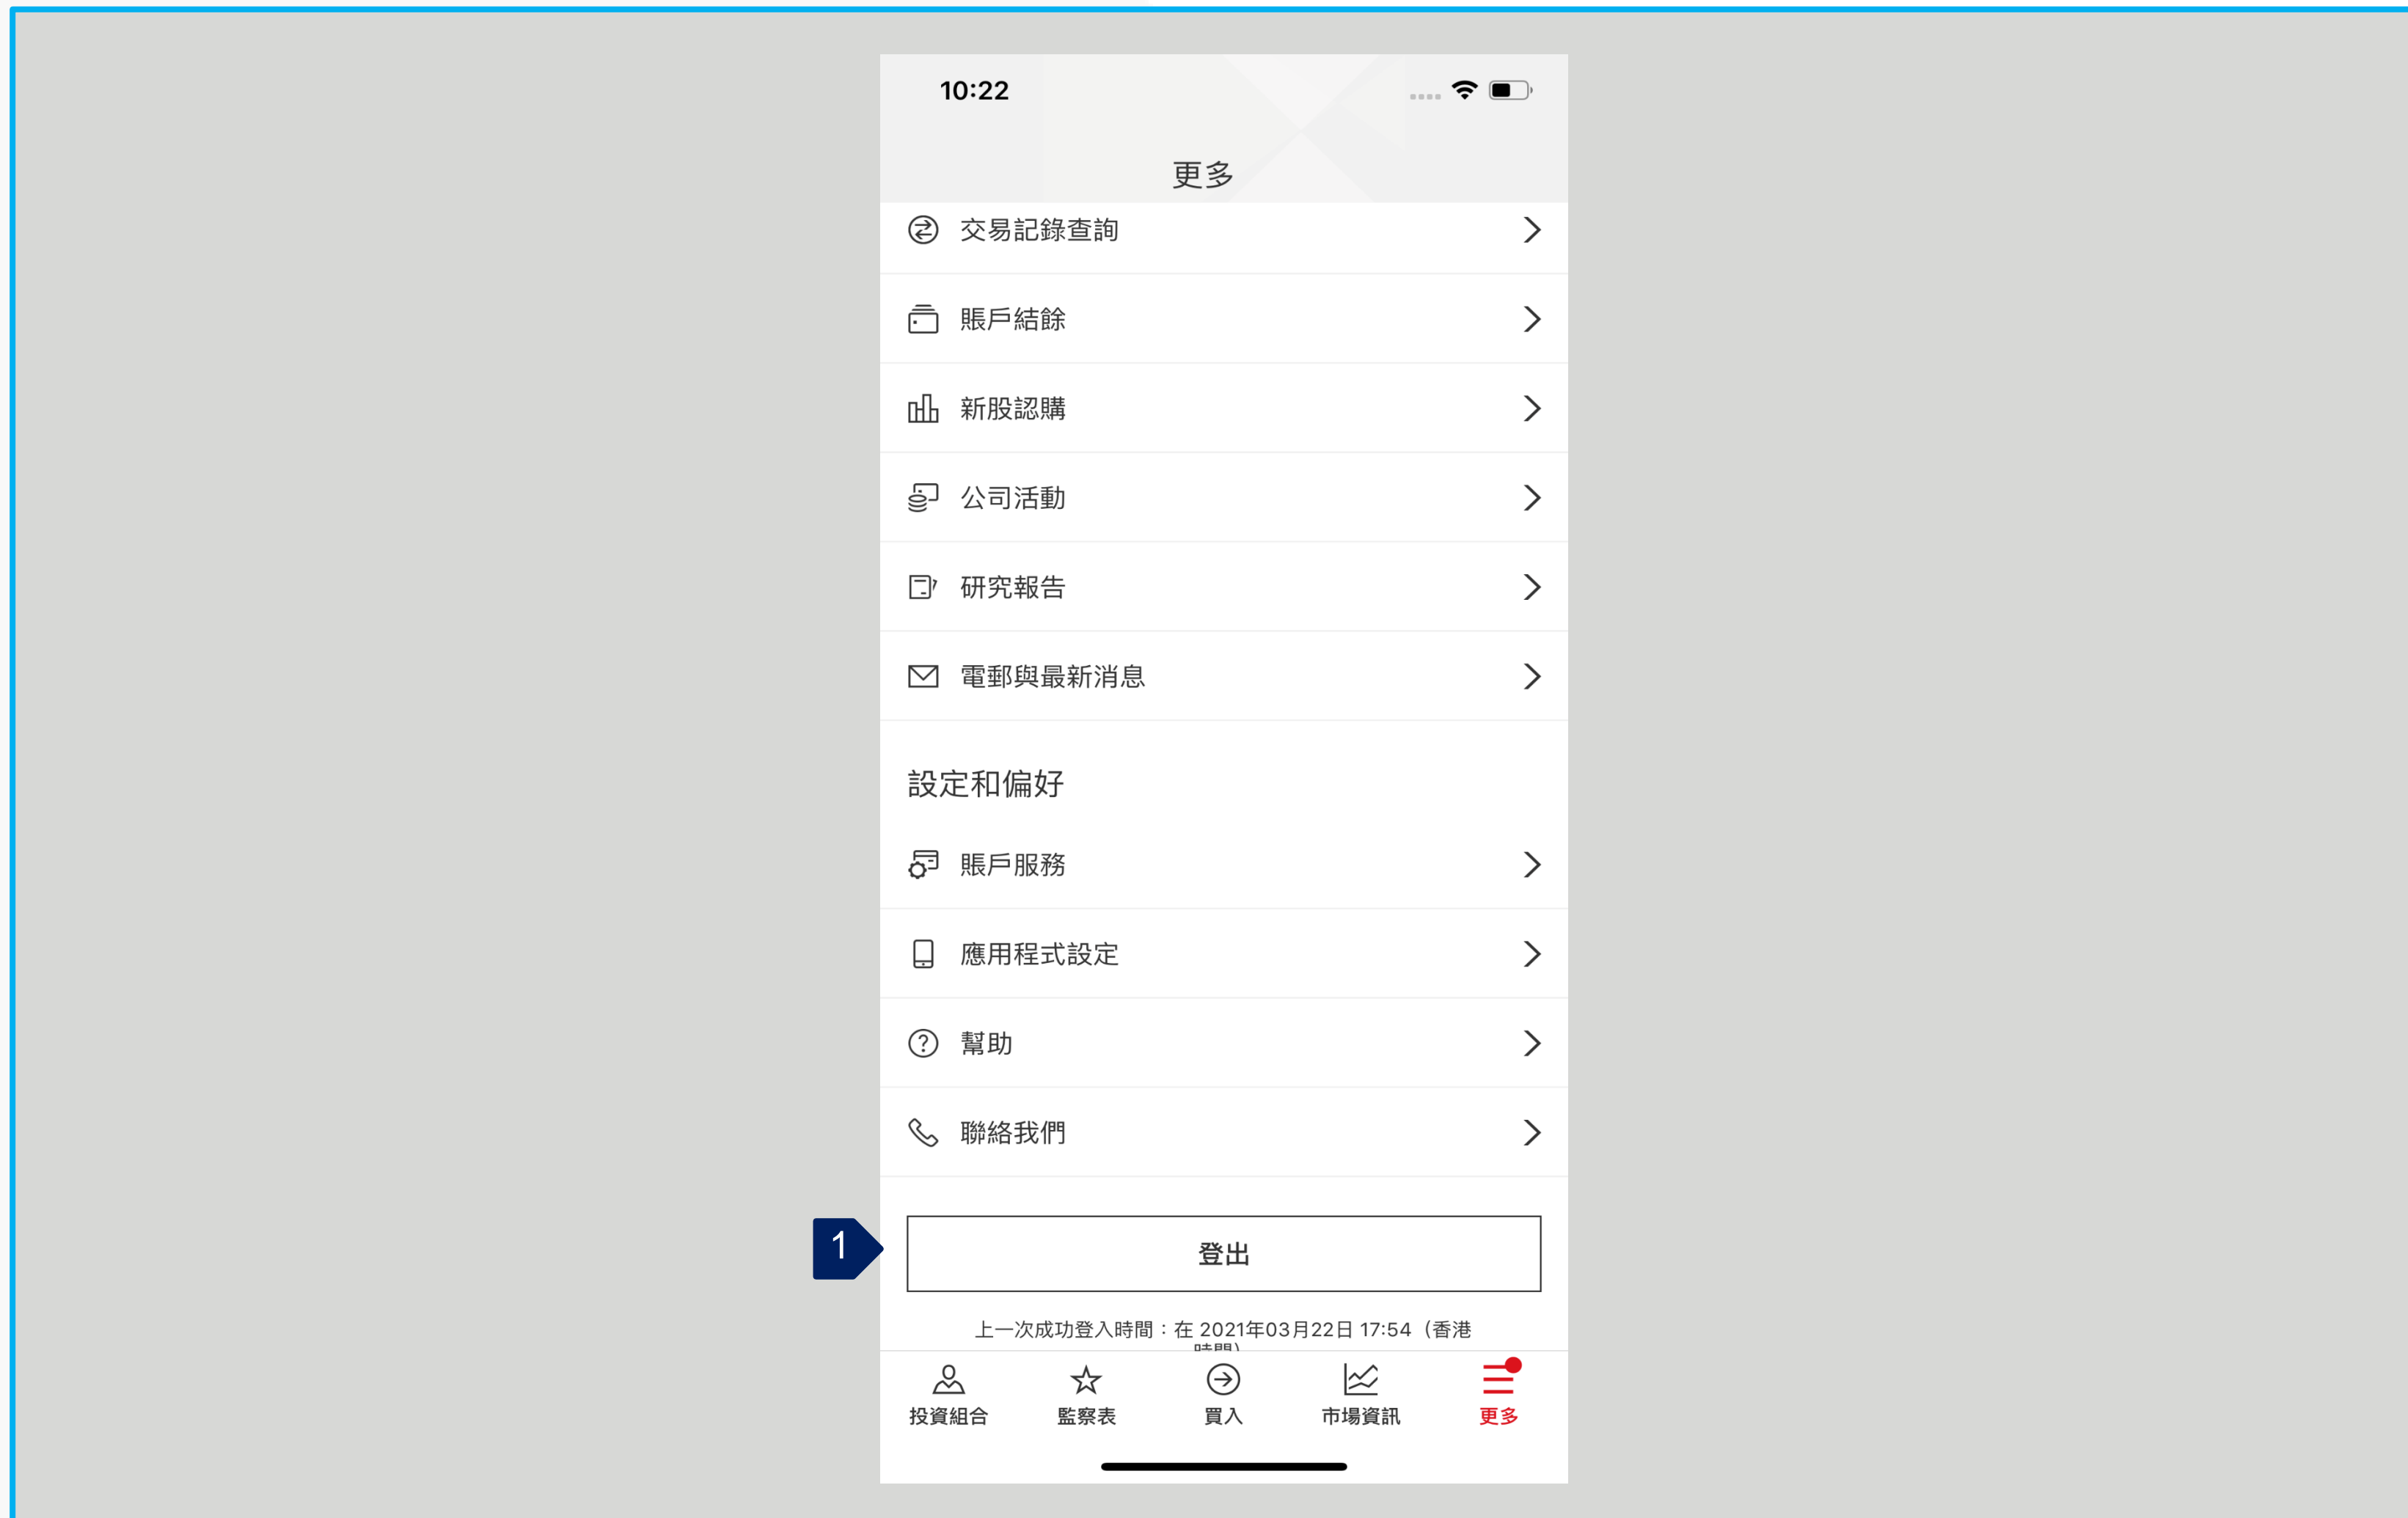 10:22
更多
交易記錄查詢
賬戶結餘
新股認購
公司活動
研究報告
電郵與最新消息
設定和偏好
賬戶服務
應用程式設定
幫助
聯絡我們
1
登出
上一次成功登入時間：在 2021年03月22日 17:54（香港
時間）
投資組合
監察表
買入
市場資訊
更多